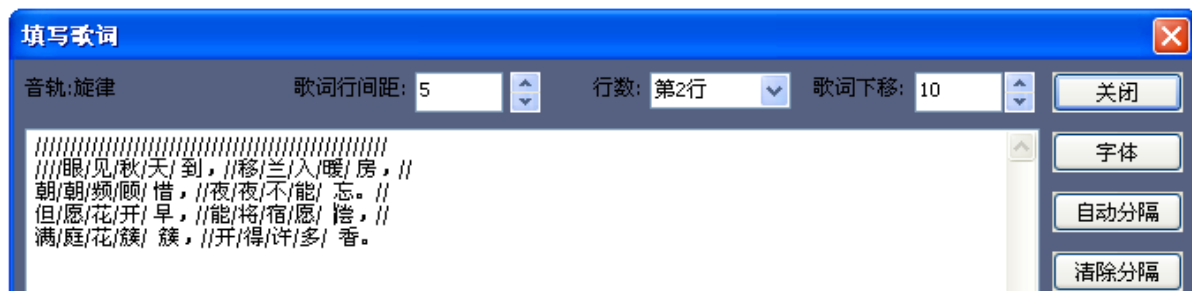 填写歌词
音轨:旋律 歌词行间距: 5 行数: 第2行 歌词下移: 10 关闭
//////////////////////////////////////////////////
////眼/见/秋/天/ 到，//移/兰/入/暖/ 房，//
朝/朝/频/顾/ 惜，//夜/夜/不/能/ 忘。//
但/愿/花/开/ 早，//能/将/宿/愿/ 偿，//
满/庭/花/簇/ 簇，//开/得/许/多/ 香。
字体
自动分隔
清除分隔